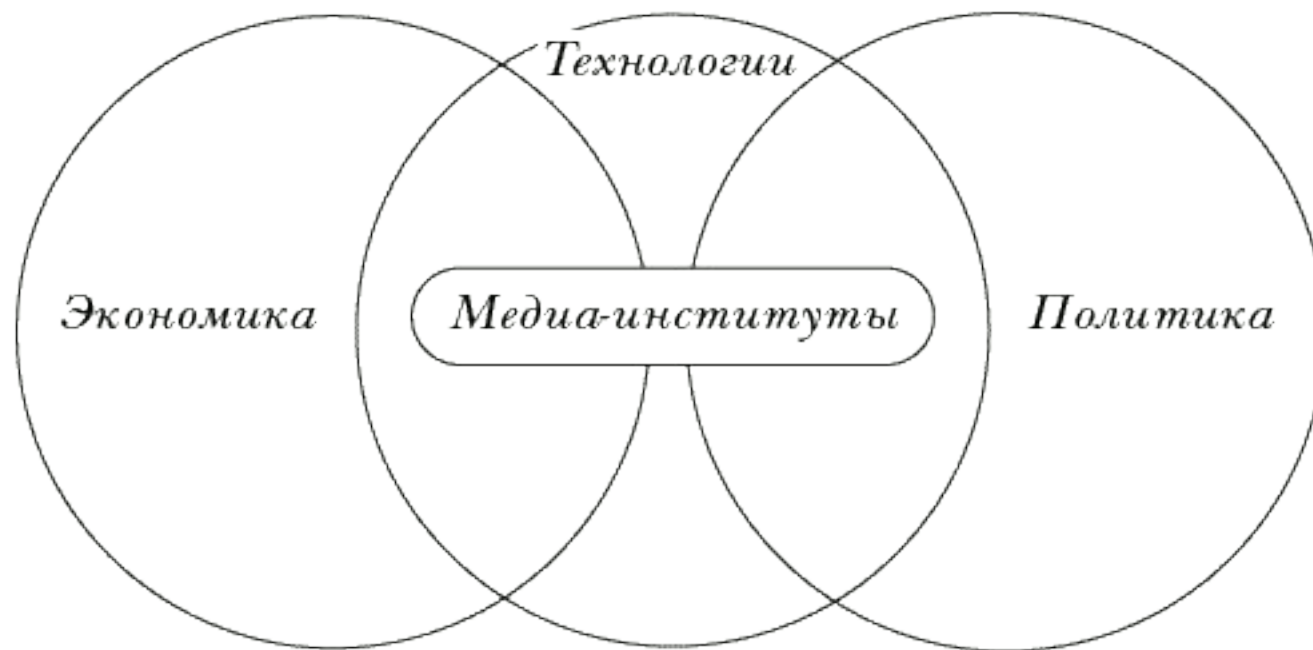 Технологии
Экономика
Медиа-институты
Политика